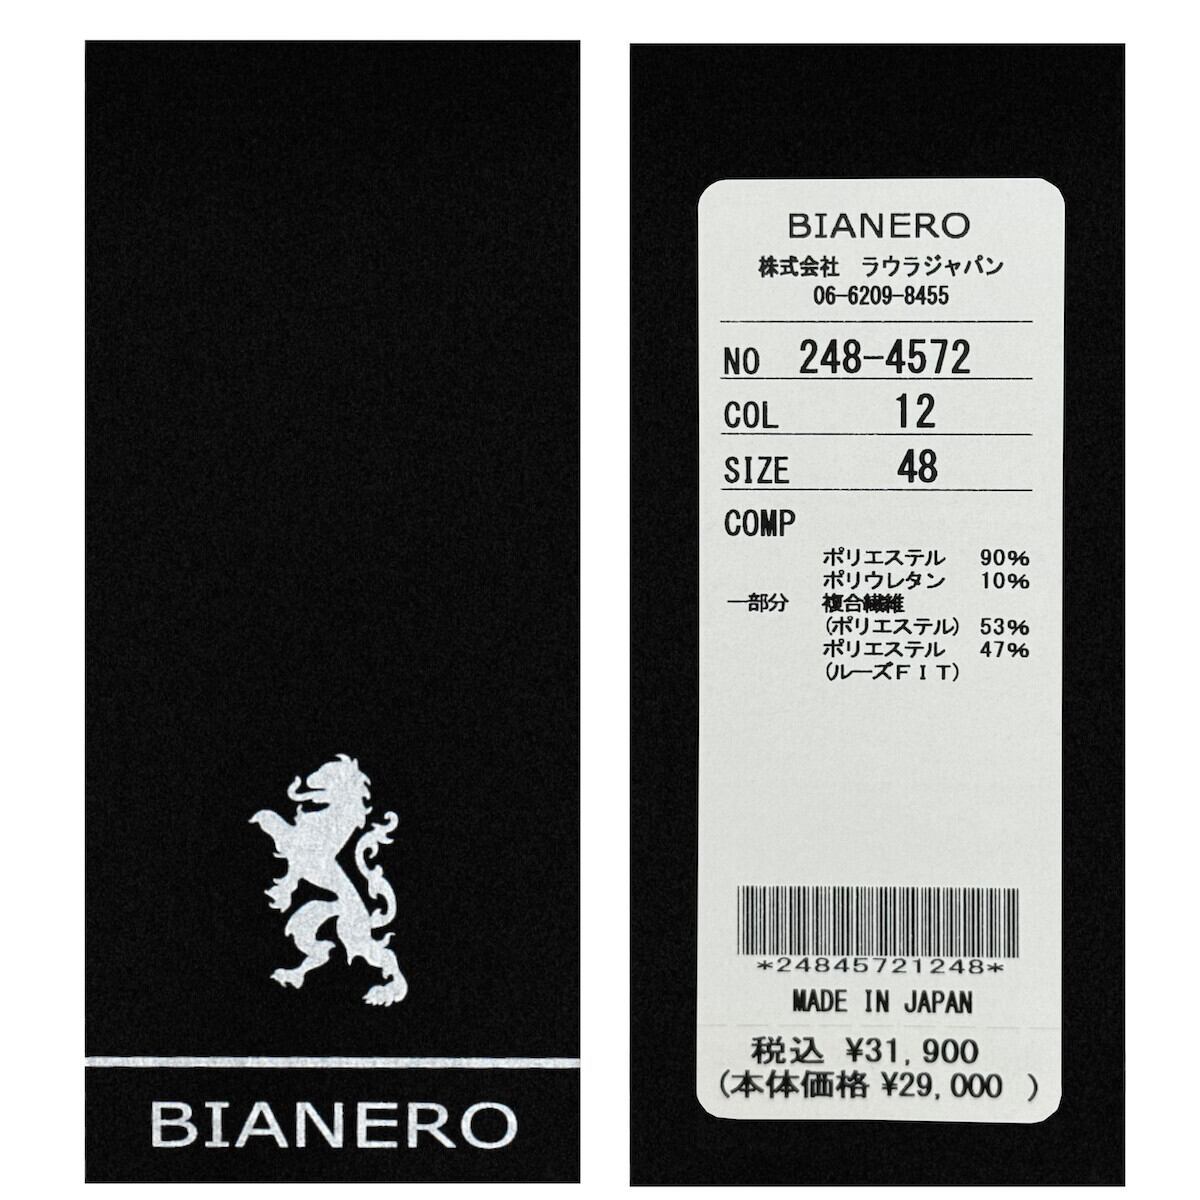 BIANERO
BIANERO
株式会社 ラウラジャパン
06-6209-8455
NO 248-4572
COL 12
SIZE 48
COMP
ポリエステル 90%
ポリウレタン 10%
一部分 複合繊維
(ポリエステル) 53%
ポリエステル 47%
(ルーズFIT)
*24845721248*
MADE IN JAPAN
税込 ¥31,900
(本体価格 ¥29,000 )